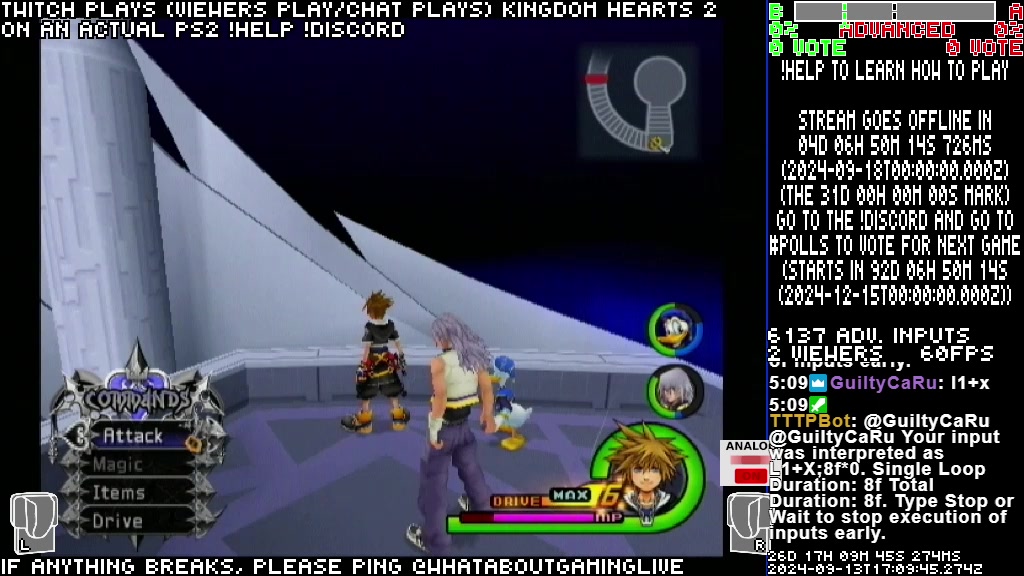 TWITCH PLAYS (VIEWERS PLAY/CHAT PLAYS) KINGDOM HEARTS 2
ON AN ACTUAL PS2 !HELP !DISCORD
B
A
0%
ADVANCED
0%
0 VOTE
0 VOTE
!HELP TO LEARN HOW TO PLAY
STREAM GOES OFFLINE IN
04D 06H 50M 14S 726MS
(2024-09-18T00:00:00.000Z)
(THE 31D 00H 00M 00S MARK)
GO TO THE !DISCORD AND GO TO
#POLLS TO VOTE FOR NEXT GAME
(STARTS IN 92D 06H 50M 14S
(2024-12-15T00:00:00.000Z))
6137 ADV. INPUTS
2 VIEWERS 60FPS
of inputs early.
5:09 GuiltyCaRu: l1+x
5:09
TTTPBot: @GuiltyCaRu
@GuiltyCaRu Your input
was interpreted as
L1+X;8f*0. Single Loop
Duration: 8f Total
Duration: 8f. Type Stop or
Wait to stop execution of
inputs early.
26D 17H 09M 45S 274MS
2024-09-13T17:09:45.274Z
COMMANDS
Attack
Magic
Items
Drive
DRIVE MAX 6
MP
ANALOG
L
R
IF ANYTHING BREAKS, PLEASE PING @WHATABOUTGAMINGLIVE